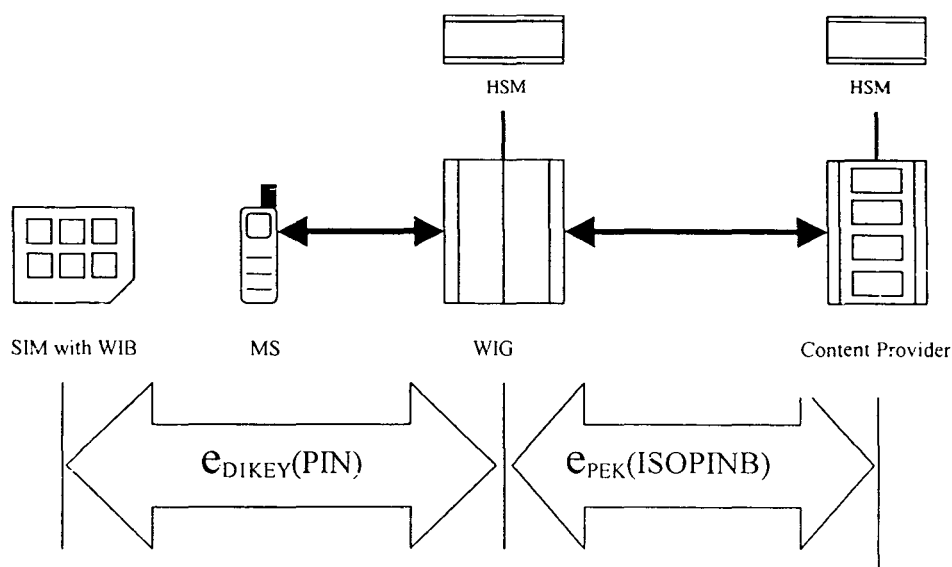 HSM
HSM
SIM with WIB
MS
WIG
Content Provider
eDIKEY(PIN)
ePEK(ISOPINB)